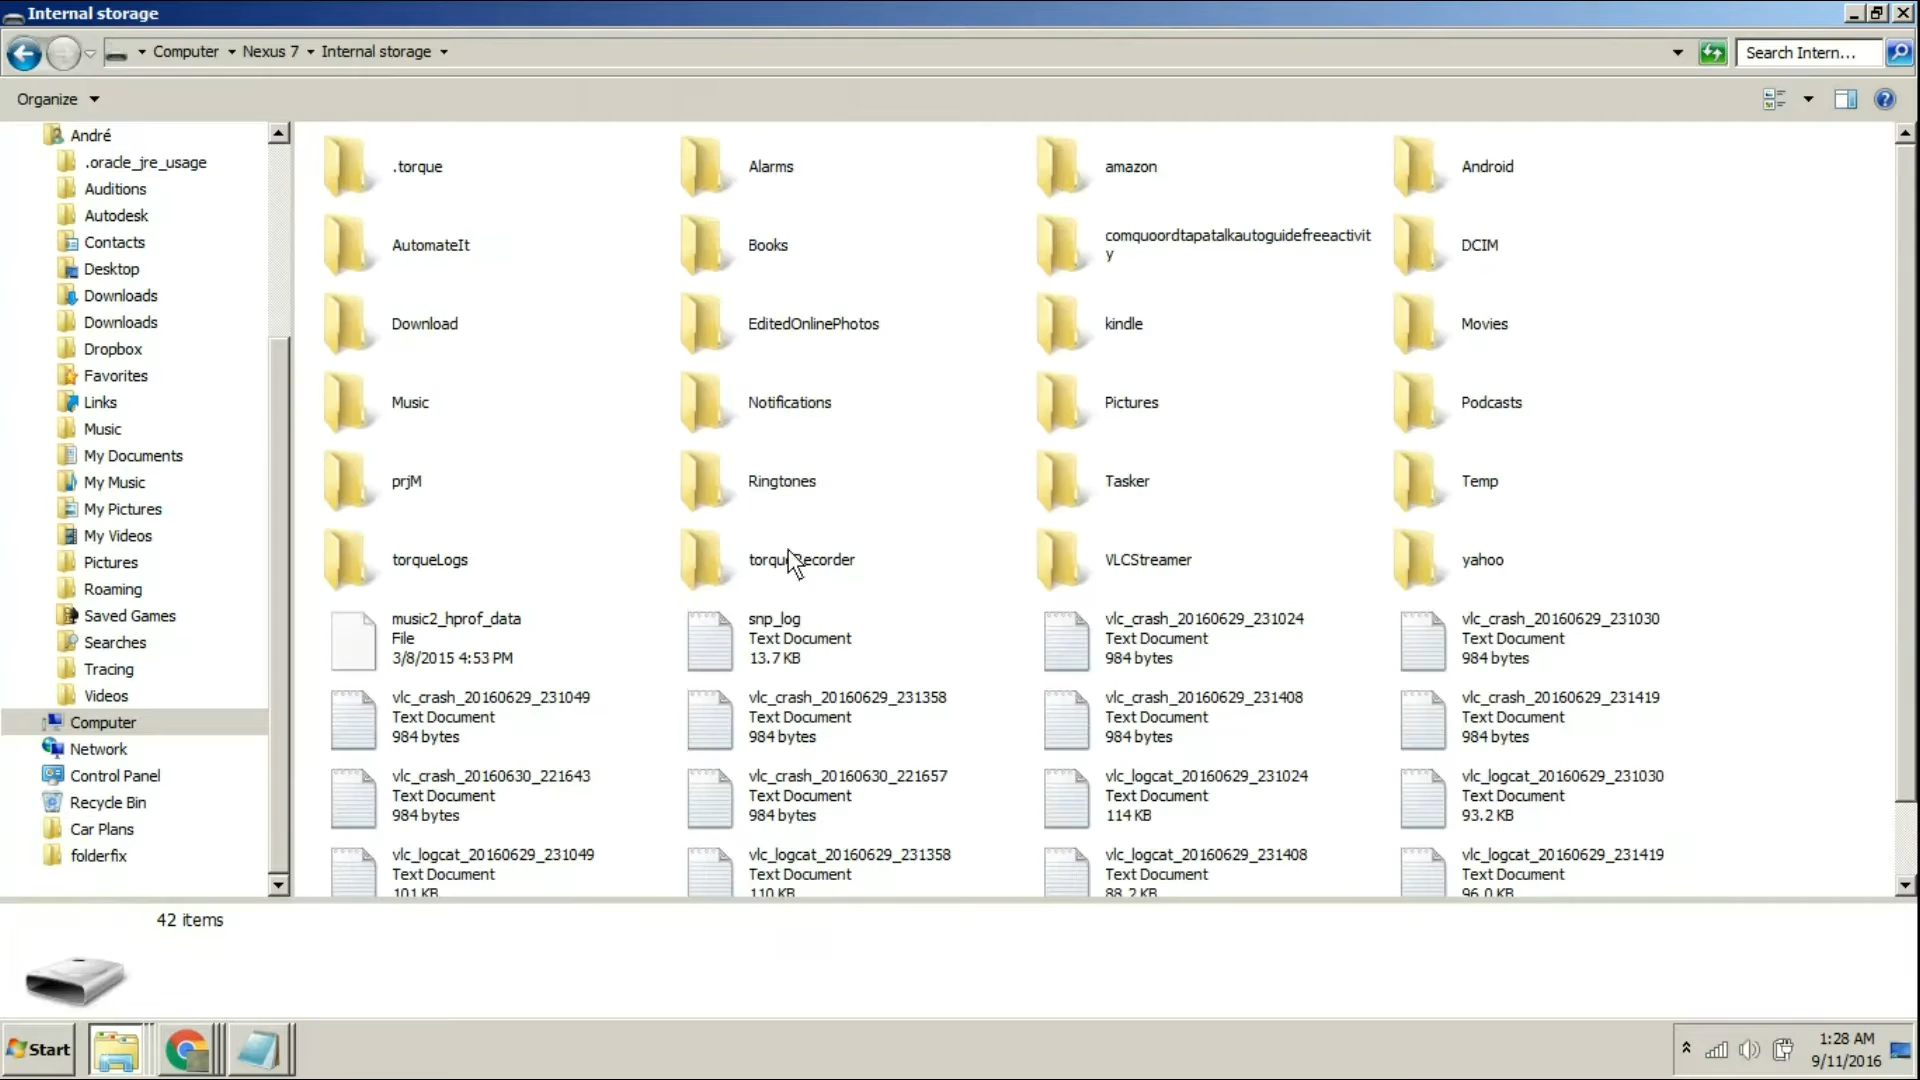 Internal storage
Computer Nexus 7 Internal storage
Search Intern...
Organize
André
.oracle_jre_usage
Auditions
Autodesk
Contacts
Desktop
Downloads
Downloads
Dropbox
Favorites
Links
Music
My Documents
My Music
My Pictures
My Videos
Pictures
Roaming
Saved Games
Searches
Tracing
Videos
Computer
Network
Control Panel
Recycle Bin
Car Plans
folderfix
.torque
Alarms
amazon
Android
AutomateIt
Books
comquoordtapatalkautoguidefreeactivit
y
DCIM
Download
EditedOnlinePhotos
kindle
Movies
Music
Notifications
Pictures
Podcasts
prjM
Ringtones
Tasker
Temp
torqueLogs
torqueRecorder
VLCStreamer
yahoo
music2_hprof_data
File
3/8/2015 4:53 PM
snp_log
Text Document
13.7 KB
vlc_crash_20160629_231024
Text Document
984 bytes
vlc_crash_20160629_231030
Text Document
984 bytes
vlc_crash_20160629_231049
Text Document
984 bytes
vlc_crash_20160629_231358
Text Document
984 bytes
vlc_crash_20160629_231408
Text Document
984 bytes
vlc_crash_20160629_231419
Text Document
984 bytes
vlc_crash_20160630_221643
Text Document
984 bytes
vlc_crash_20160630_221657
Text Document
984 bytes
vlc_logcat_20160629_231024
Text Document
114 KB
vlc_logcat_20160629_231030
Text Document
93.2 KB
vlc_logcat_20160629_231049
Text Document
101 KB
vlc_logcat_20160629_231358
Text Document
110 KB
vlc_logcat_20160629_231408
Text Document
88.2 KB
vlc_logcat_20160629_231419
Text Document
96.0 KB
42 items
Start
1:28 AM
9/11/2016